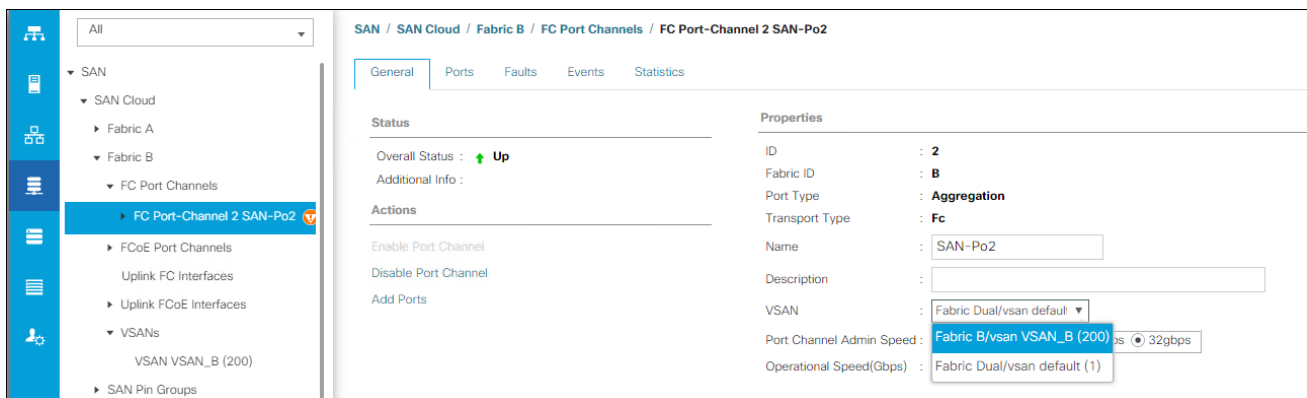 All
SAN / SAN Cloud / Fabric B / FC Port Channels / FC Port-Channel 2 SAN-Po2
SAN
SAN Cloud
Fabric A
Fabric B
FC Port Channels
FC Port-Channel 2 SAN-Po2
FCoE Port Channels
Uplink FC Interfaces
Uplink FCoE Interfaces
VSANs
VSAN VSAN_B (200)
SAN Pin Groups
General Ports Faults Events Statistics
Status
Overall Status : Up
Additional Info :
Actions
Enable Port Channel
Disable Port Channel
Add Ports
Properties
ID : 2
Fabric ID : B
Port Type : Aggregation
Transport Type : Fc
Name : SAN-Po2
Description :
VSAN : Fabric Dual/vsan defaul
Port Channel Admin Speed : 32gbps
Operational Speed(Gbps) :
Fabric B/vsan VSAN_B (200)
Fabric Dual/vsan default (1)